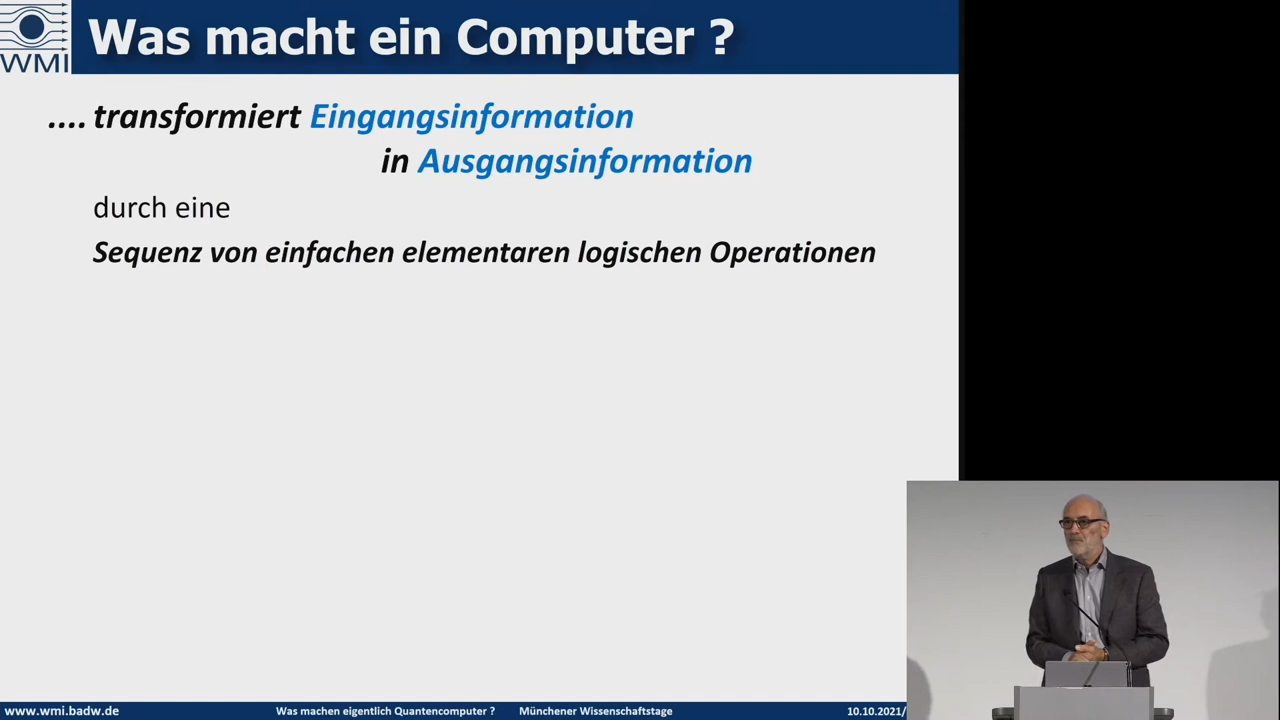 WMI
Was macht ein Computer ?
.... transformiert Eingangsinformation
in Ausgangsinformation
durch eine
Sequenz von einfachen elementaren logischen Operationen
www.wmi.badw.de Was machen eigentlich Quantencomputer ? Münchener Wissenschaftstage 10.10.2021/